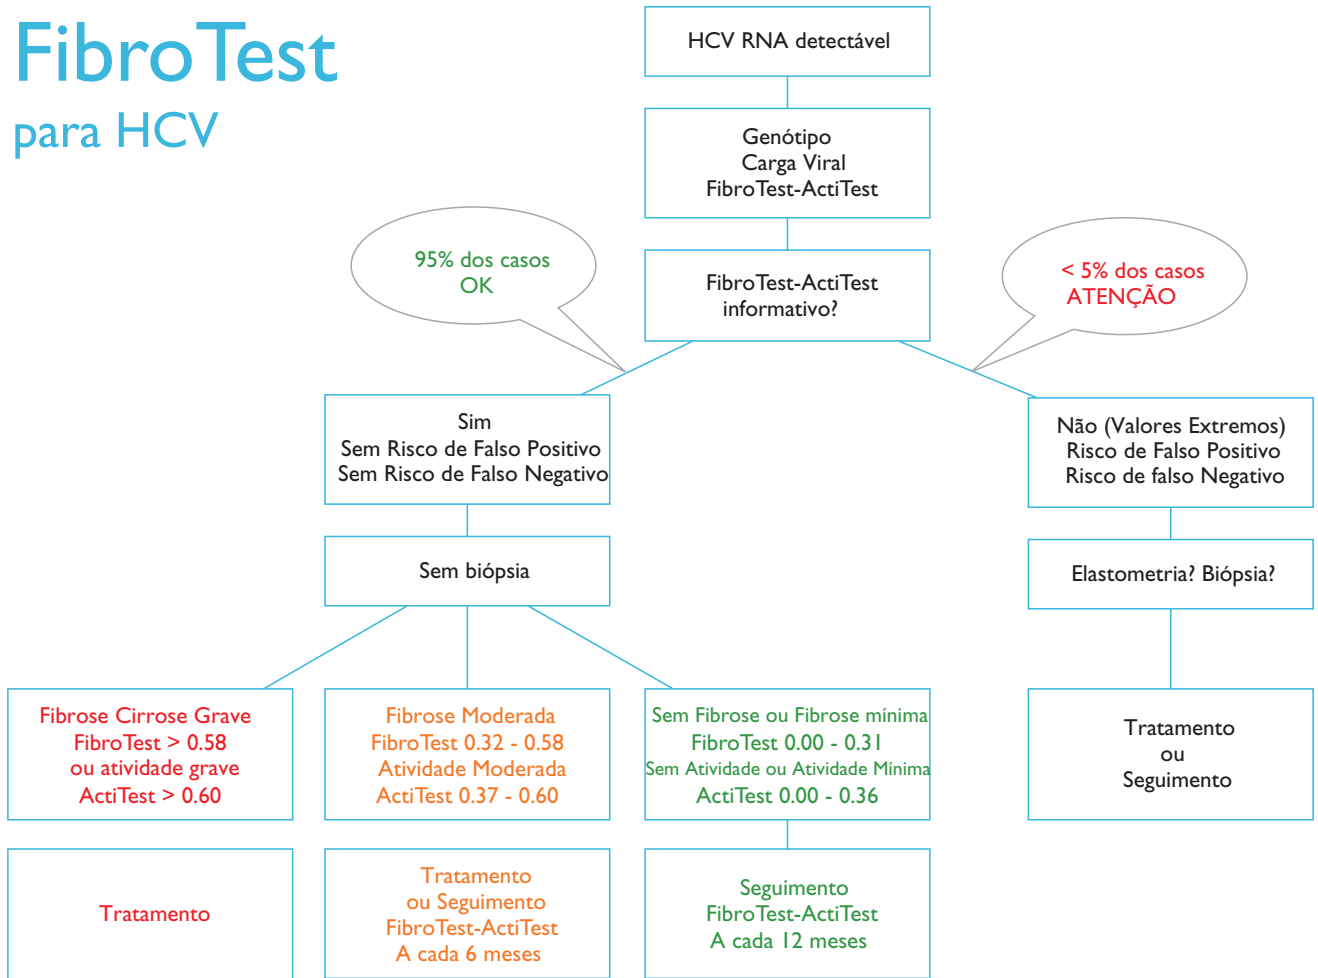 FibroTest
para HCV
HCV RNA detectável
Genótipo
Carga Viral
FibroTest-ActiTest
95% dos casos
OK
FibroTest-ActiTest
informativo?
< 5% dos casos
ATENÇÃO
Sim
Sem Risco de Falso Positivo
Sem Risco de Falso Negativo
Não (Valores Extremos)
Risco de Falso Positivo
Risco de falso Negativo
Sem biópsia
Elastometria? Biópsia?
Fibrose Cirrose Grave
FibroTest > 0.58
ou atividade grave
ActiTest > 0.60
Fibrose Moderada
FibroTest 0.32 - 0.58
Atividade Moderada
ActiTest 0.37 - 0.60
Sem Fibrose ou Fibrose mínima
FibroTest 0.00 - 0.31
Sem Atividade ou Atividade Mínima
ActiTest 0.00 - 0.36
Tratamento
ou
Seguimento
Tratamento
Tratamento
ou Seguimento
FibroTest-ActiTest
A cada 6 meses
Seguimento
FibroTest-ActiTest
A cada 12 meses